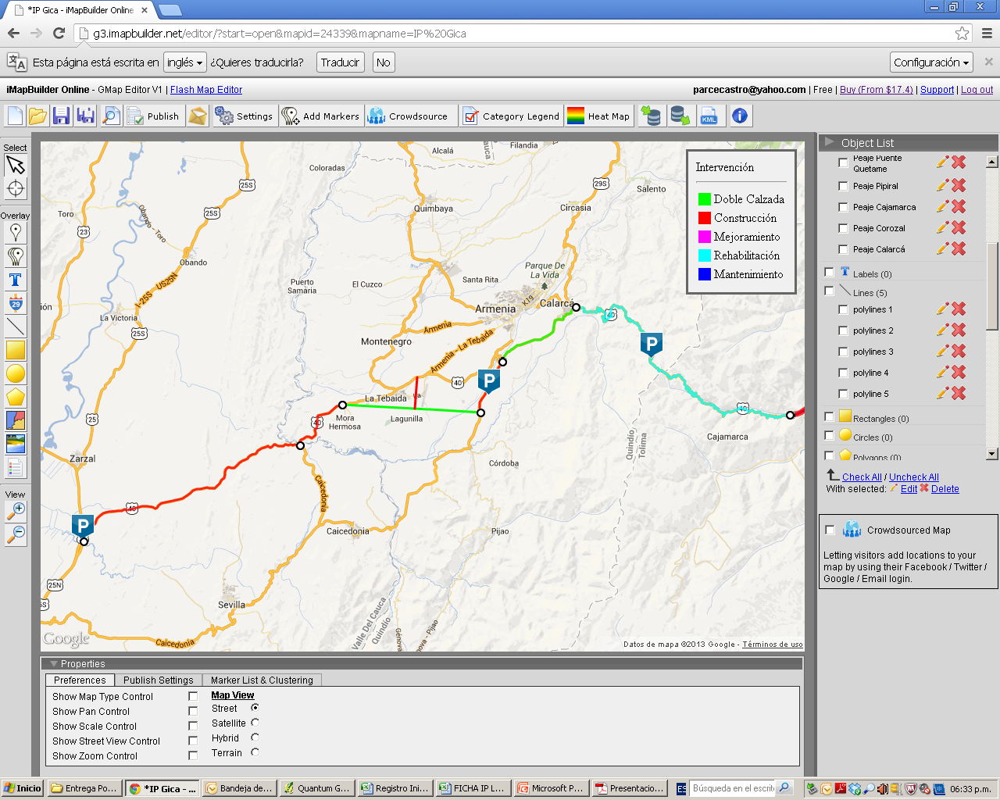 *IP Gica - iMapBuilder Online
g3.imapbuilder.net/editor/?start=open&mapid=24339&mapname=IP%20Gica
Esta página está escrita en inglés ¿Quieres traducirla? Traducir No Configuración
iMapBuilder Online - GMap Editor V1 | Flash Map Editor
parcecastro@yahoo.com | Free | Buy (From $17.4) | Support | Log out
Publish Settings Add Markers Crowdsource Category Legend Heat Map KML
Select
Overlay
View
Filandia
Alcalá
Coloradas
Cauca
Salento
29S
25S
Quimbaya
Circasia
Toro
Obando - Toro
23
25S
Obando
Parque De
La Vida
Puerto
Samária
El Cuzco
Santa Rita
I-25S US25N
K19
Calarcá
Armenia
La Victoria
25S
Armenia
Montenegro
Armenia - La Tebaida
40
La Tebaida
40
La
Lagunilla
Mora
Hermosa
40
25
40
Cajamarca
Quindío
Tolima
Zarzal
Córdoba
Caicedonia
40
Caicedonia
Pijao
25N
Sevilla
Valle Del Cauca
Quindío
Génova
Caicedonia
Google
Datos de mapa ©2013 Google - Términos de uso
Intervención
Doble Calzada
Construcción
Mejoramiento
Rehabilitación
Mantenimiento
Object List
Peaje Puente
Quetame
Peaje Pipiral
Peaje Cajamarca
Peaje Corozal
Peaje Calarcá
Labels (0)
Lines (5)
polylines 1
polylines 2
polylines 3
polyline 4
polyline 5
Rectangles (0)
Circles (0)
Polygons (0)
Check All / Uncheck All
With selected: Edit Delete
Crowdsourced Map
Letting visitors add locations to your
map by using their Facebook / Twitter /
Google / Email login.
Properties
Preferences Publish Settings Marker List & Clustering
Show Map Type Control
Show Pan Control
Show Scale Control
Show Street View Control
Show Zoom Control
Map View
Street
Satellite
Hybrid
Terrain
Inicio Entrega Po... *IP Gica - ... Bandeja de... Quantum G... Registro Ini... FICHA IP L... Microsoft P... Presentacio... ES Búsqueda en el escrit 06:33 p.m.